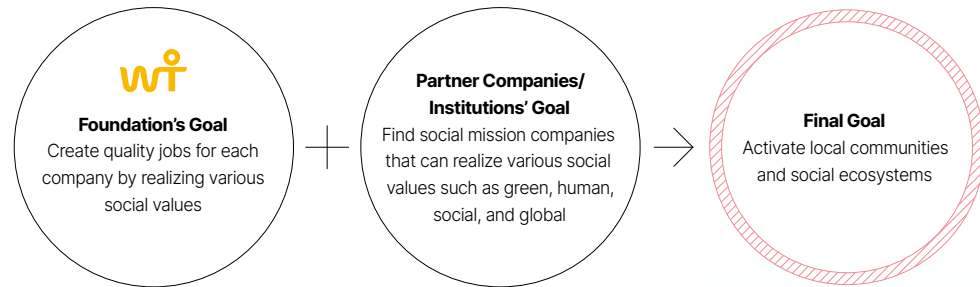 WT
Foundation's Goal
Create quality jobs for each
company by realizing various
social values
Partner Companies/
Institutions' Goal
Find social mission companies
that can realize various social
values such as green, human,
social, and global
Final Goal
Activate local communities
and social ecosystems